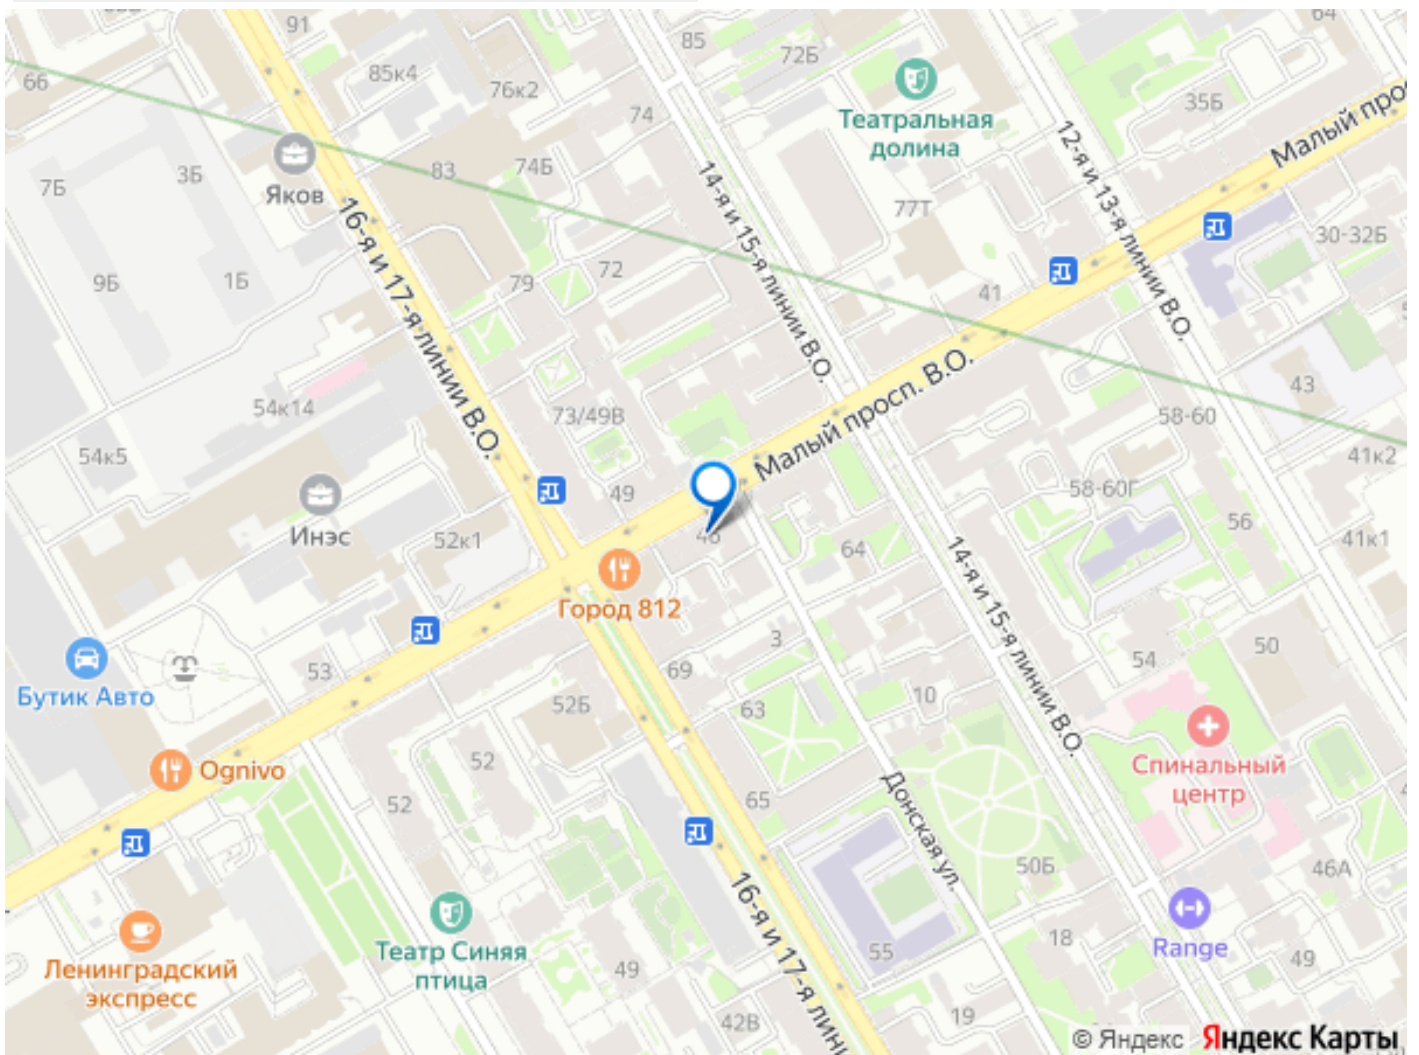 91
85
64
72Б
85к4
66
76к2
35Б
74
Театральная
долина
12-я и 13-я линии В.О.
Малый прос
83
74Б
3Б
7Б
Яков
14-я и 15-я линии В.О.
77Т
16-я и 17-я линии В.О.
30-32Б
72
79
9Б
1Б
41
Малый просп. В.О.
43
54к14
73/49В
58-60
54к5
41к2
49
58-60Г
Инэс
52к1
56
41к1
64
14-я и 15-я линии В.О.
Город 812
3
53
69
54
50
Бутик Авто
10
63
52Б
Спинальный
центр
Ognivo
52
52
65
Донская ул.
50Б
46А
16-я и 17-я лини
Театр Синяя
птица
18
Range
55
Ленинградский
экспресс
49
49
19
42В
© Яндекс Яндекс Карты